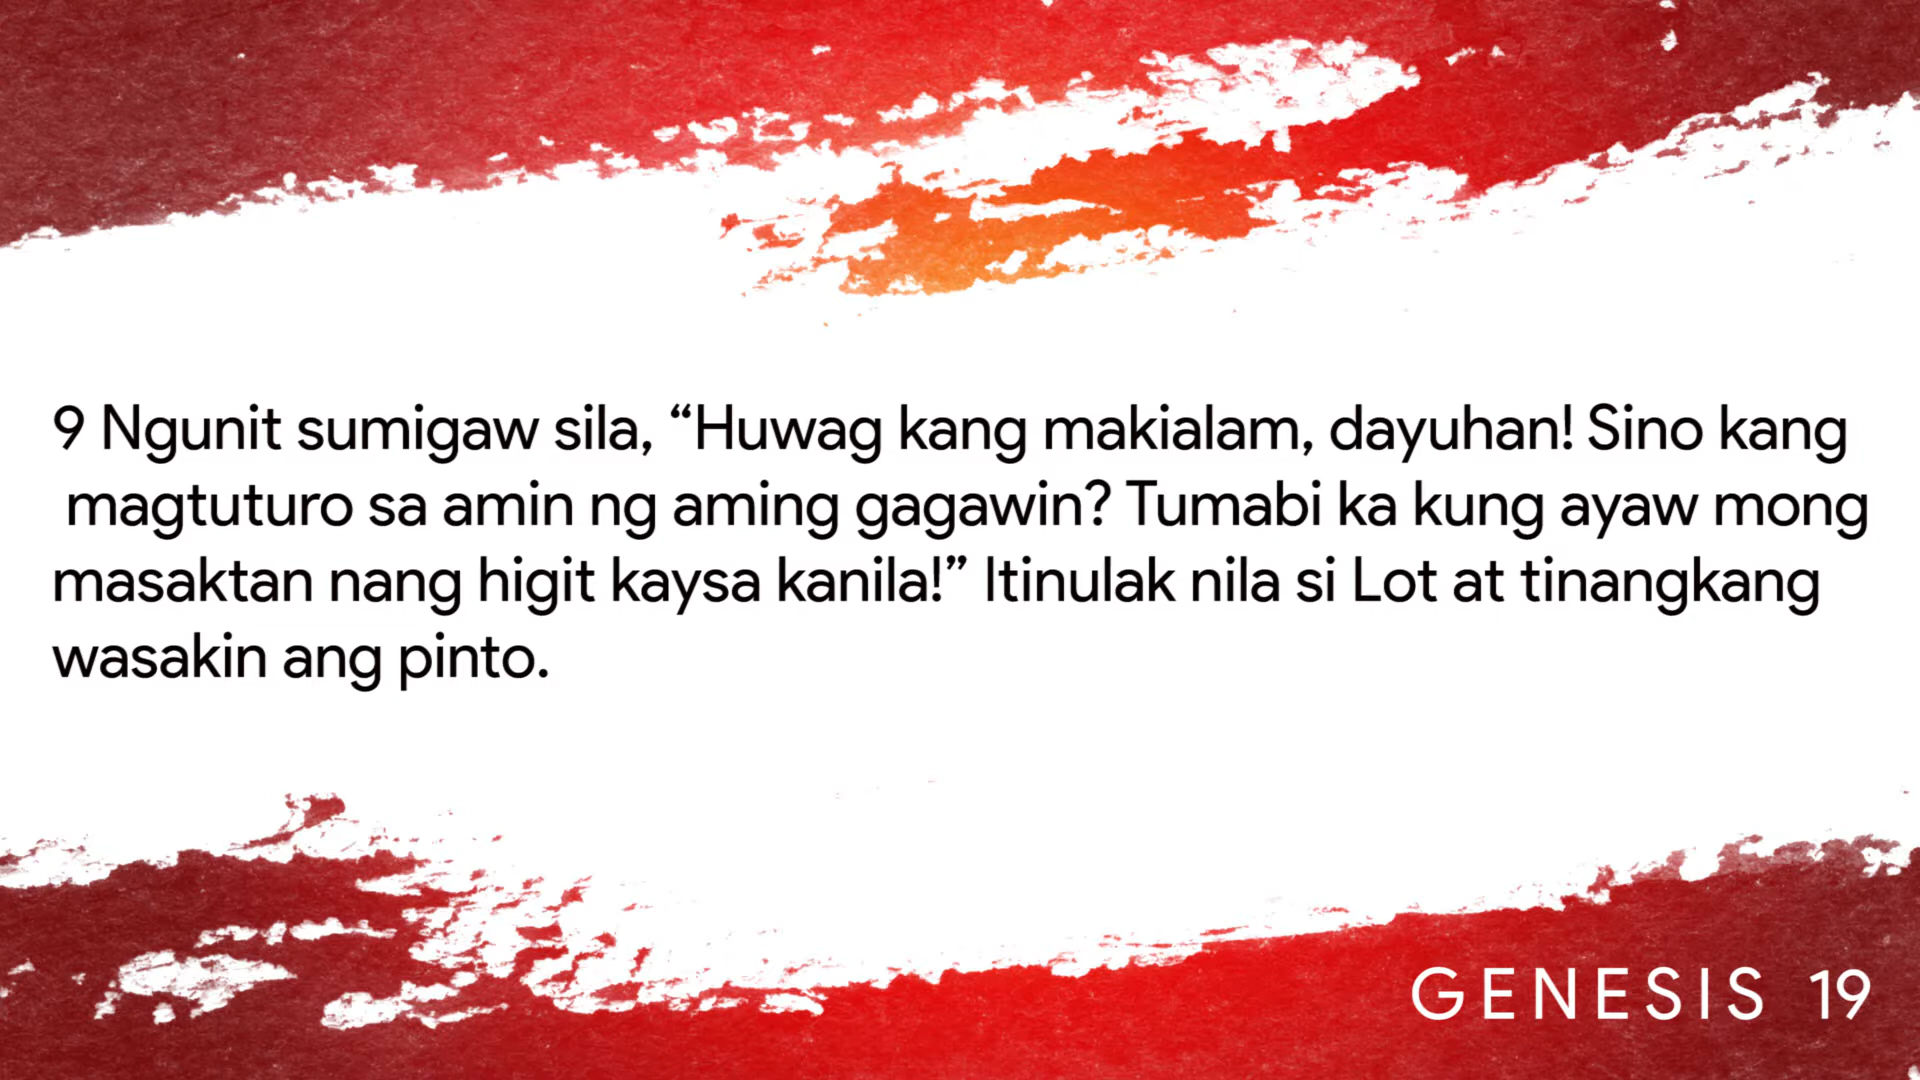 9 Ngunit sumigaw sila, “Huwag kang makialam, dayuhan! Sino kang
magtuturo sa amin ng aming gagawin? Tumabi ka kung ayaw mong
masaktan nang higit kaysa kanila!” Itinulak nila si Lot at tinangkang
wasakin ang pinto.
GENESIS 19